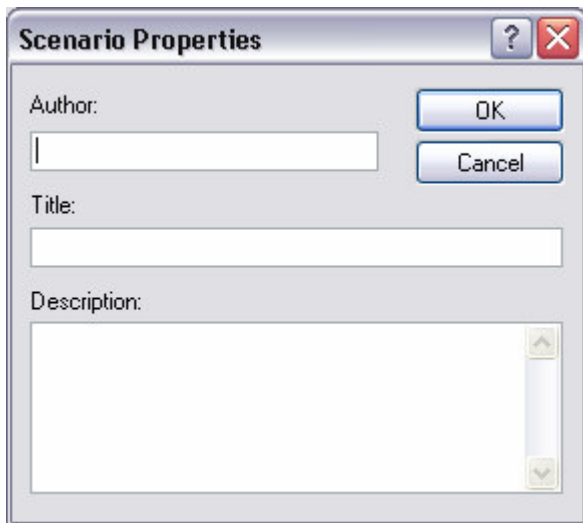 Scenario Properties
Author:
OK
Cancel
Title:
Description: